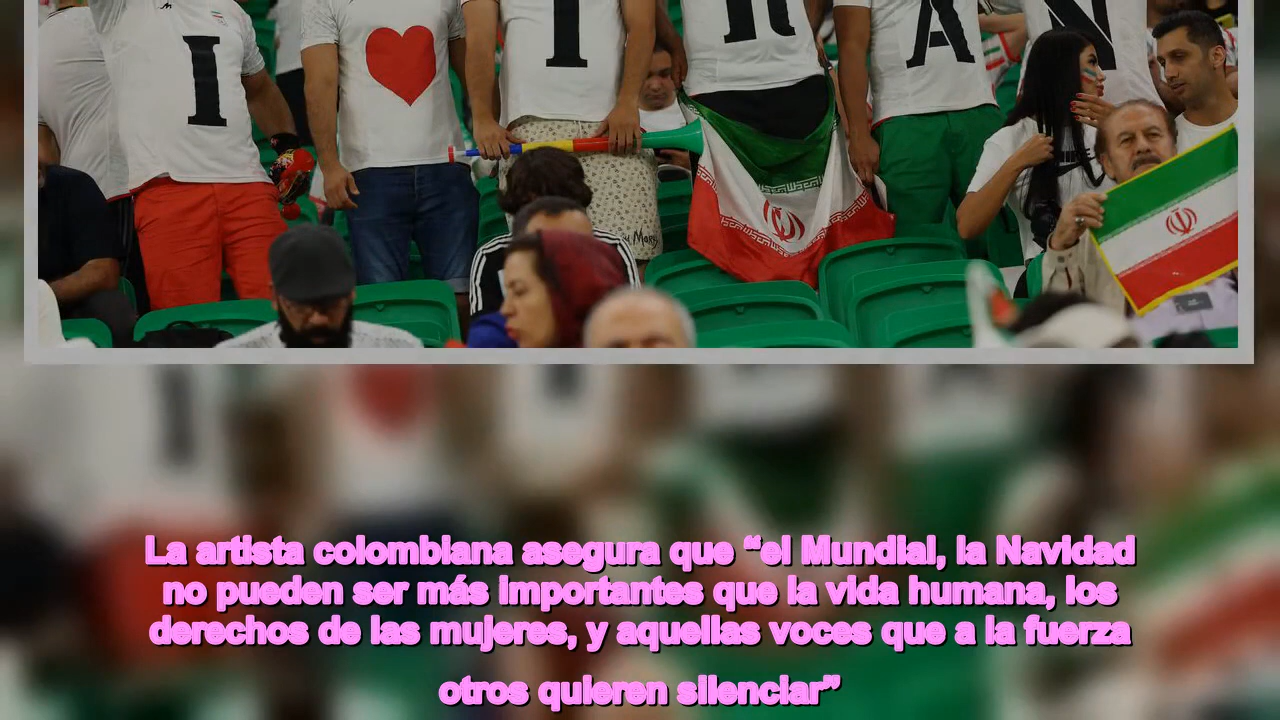 I ♥ I R A N
La artista colombiana asegura que “el Mundial, la Navidad
no pueden ser más importantes que la vida humana, los
derechos de las mujeres, y aquellas voces que a la fuerza
otros quieren silenciar”